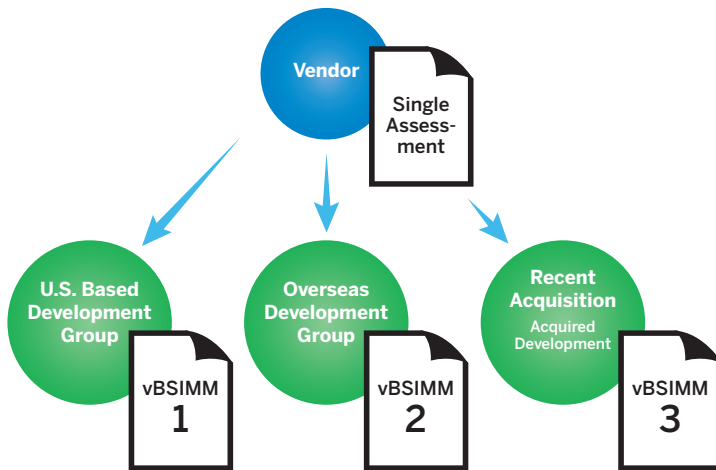 Vendor
Single
Assess-
ment
U.S. Based
Development
Group
vBSIMM
1
Overseas
Development
Group
vBSIMM
2
Recent
Acquisition
Acquired
Development
vBSIMM
3